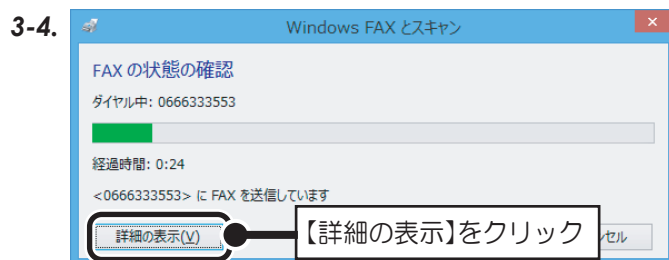 3-4.
Windows FAX とスキャン
FAX の状態の確認
ダイヤル中: 0666333553
経過時間: 0:24
<0666333553> に FAX を送信しています
詳細の表示(V)
【詳細の表示】をクリック
セル